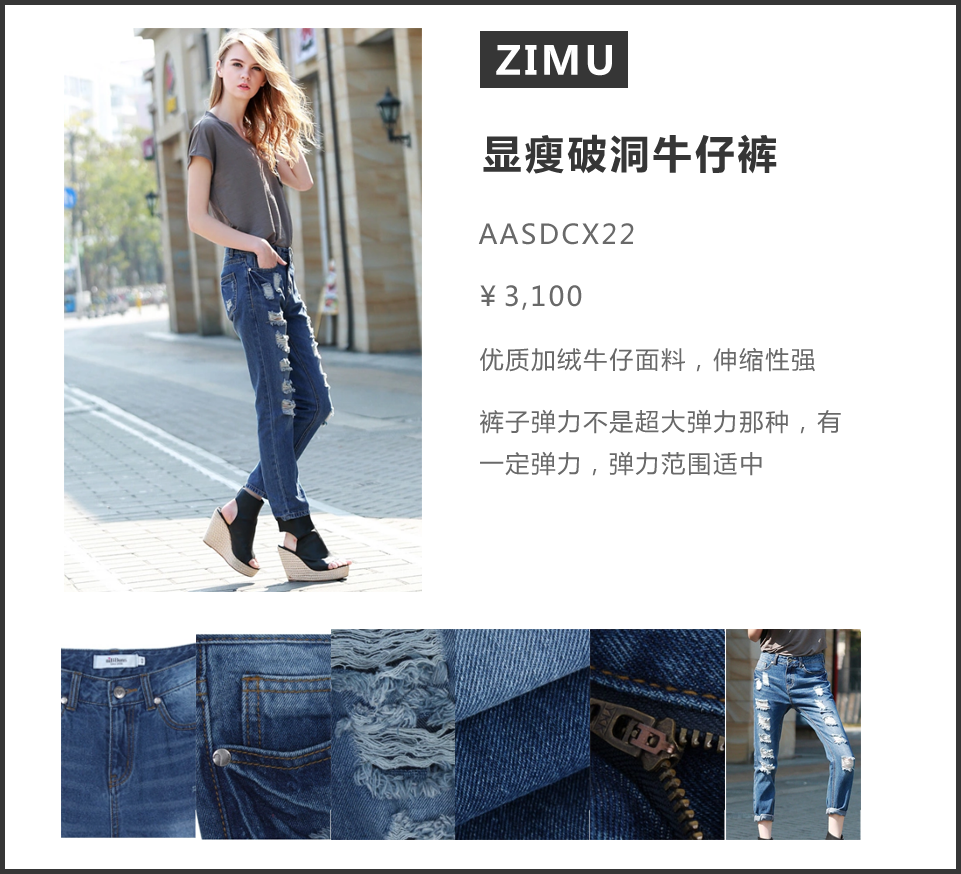 ZIMU
显瘦破洞牛仔裤
AASDCX22
¥ 3,100
优质加绒牛仔面料，伸缩性强
裤子弹力不是超大弹力那种，有
一定弹力，弹力范围适中